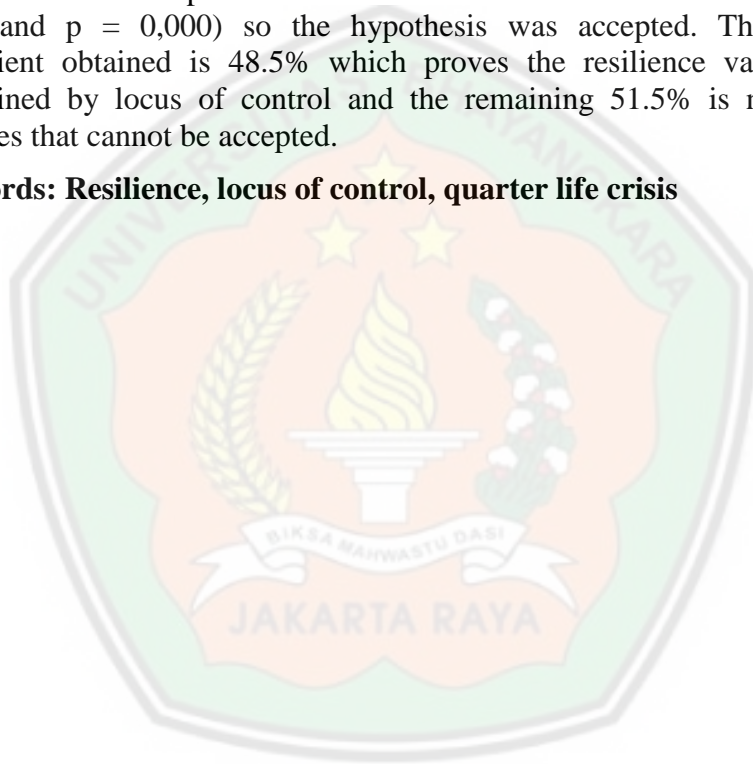 and p = 0,000) so the hypothesis was accepted. Th
ient obtained is 48.5% which proves the resilience va
ined by locus of control and the remaining 51.5% is
es that cannot be accepted.
rds: Resilience, locus of control, quarter life crisis
UNIVERSITAS BHAYANGKARA
BIKSA MAHWASTU DASI
JAKARTA RAYA